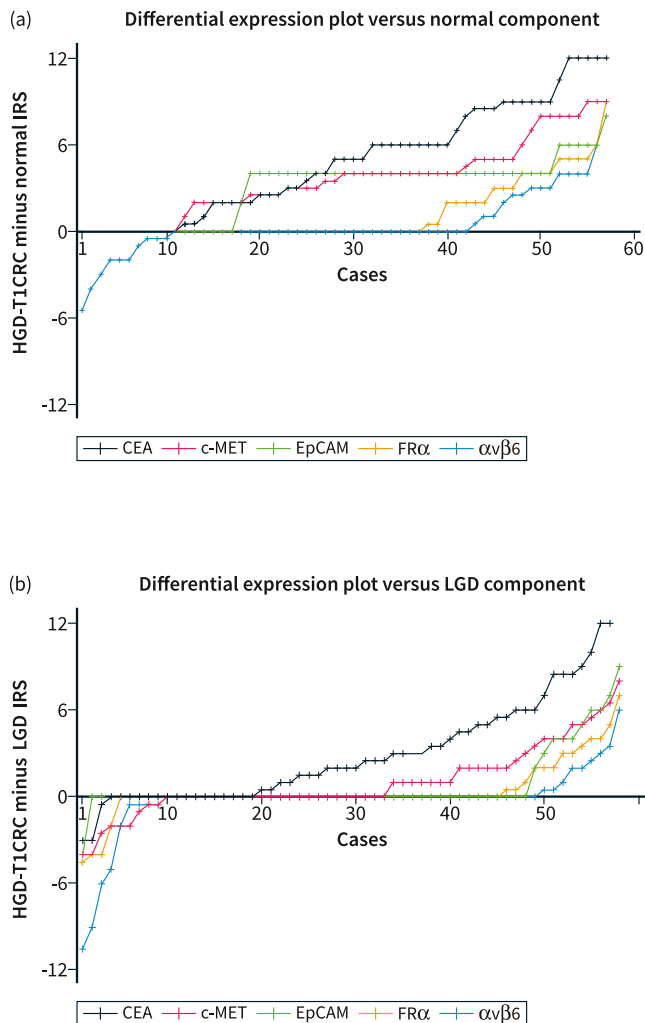 (a) Differential expression plot versus normal component
HGD-T1CRC minus normal IRS
12
6
0
-6
-12
1 10 20 30 40 50 60
Cases
CEA c-MET EpCAM FRα αvβ6
(b) Differential expression plot versus LGD component
HGD-T1CRC minus LGD IRS
12
6
0
-6
-12
1 10 20 30 40 50
Cases
CEA c-MET EpCAM FRα αvβ6